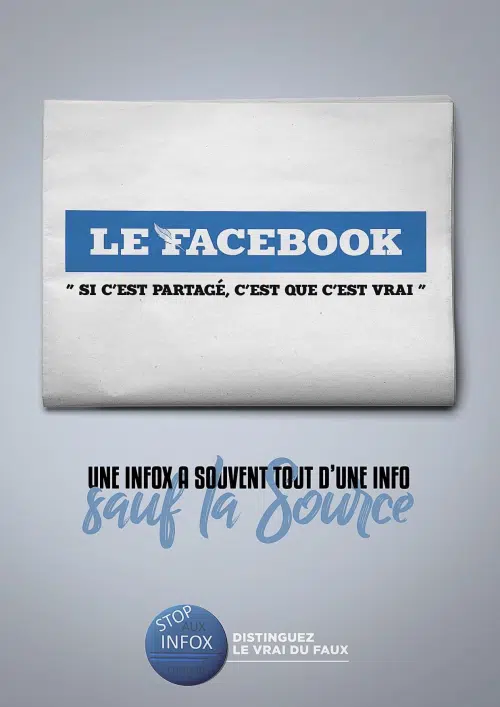 LE FACEBOOK
" SI C'EST PARTAGÉ, C'EST QUE C'EST VRAI "
UNE INFOX A SOUVENT TOUT D'UNE INFO
sauf la Source
STOP
AUX
INFOX
DISTINGUEZ
LE VRAI DU FAUX